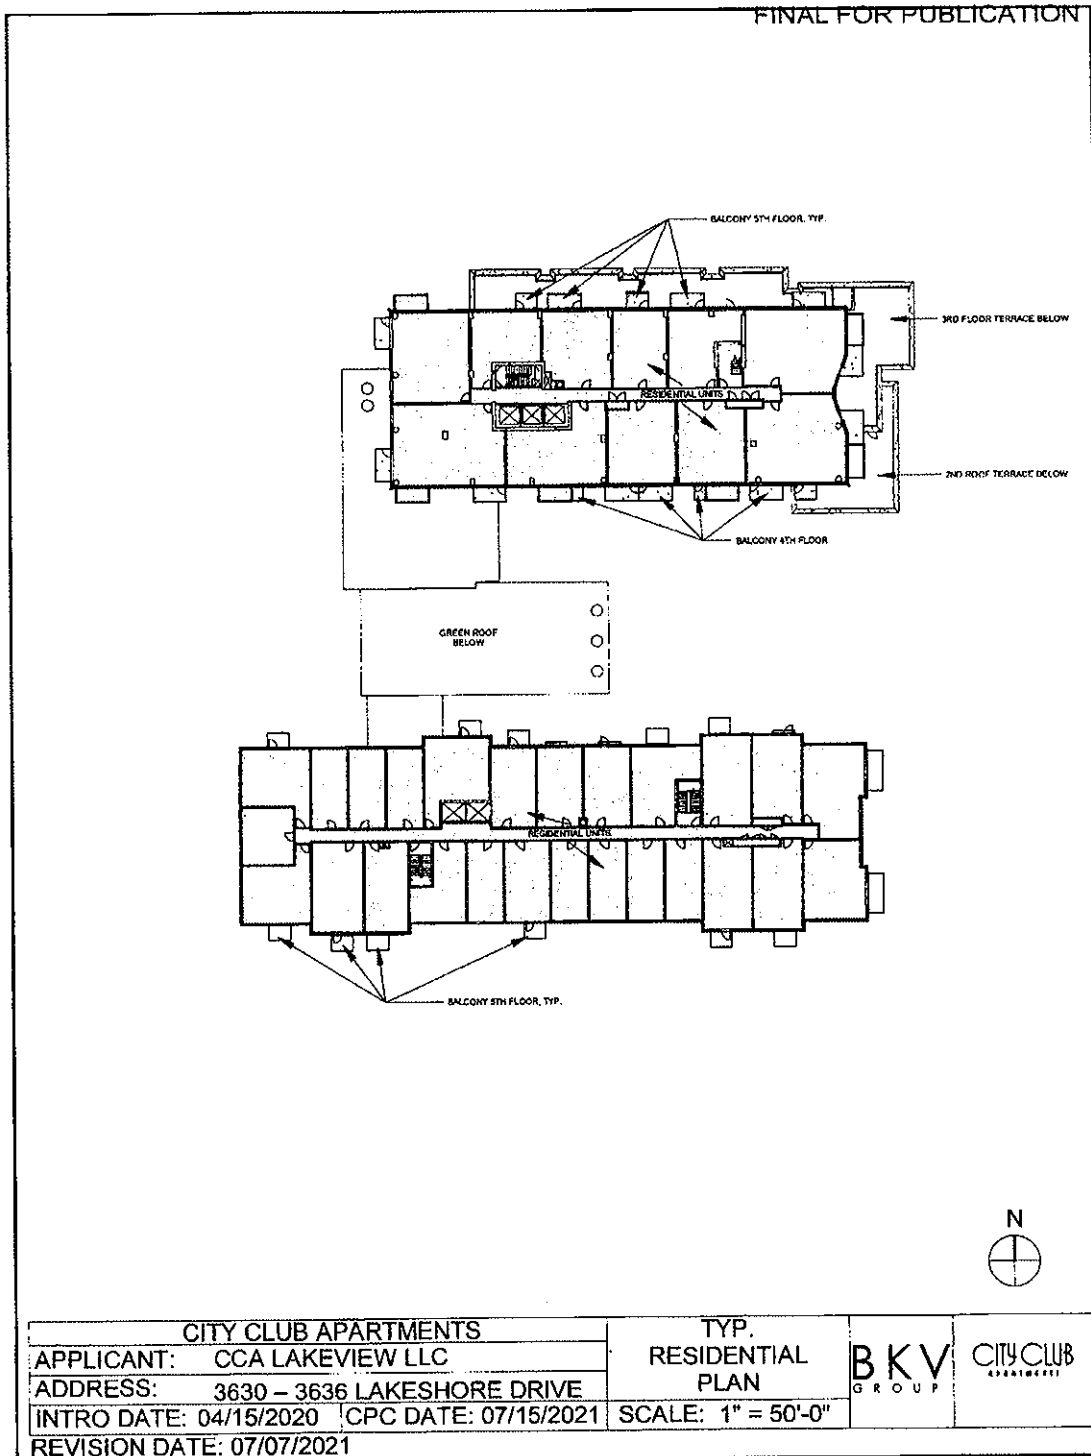 FINAL FOR PUBLICATION
BALCONY 5TH FLOOR, TYP.
3RD FLOOR TERRACE BELOW
RESIDENTIAL UNITS
2ND ROOF TERRACE BELOW
BALCONY 4TH FLOOR
GREEN ROOF
BELOW
RESIDENTIAL UNITS
BALCONY 5TH FLOOR, TYP.
N
CITY CLUB APARTMENTS
APPLICANT: CCA LAKEVIEW LLC
ADDRESS: 3630 – 3636 LAKESHORE DRIVE
INTRO DATE: 04/15/2020 CPC DATE: 07/15/2021
REVISION DATE: 07/07/2021
TYP.
RESIDENTIAL
PLAN
SCALE: 1" = 50'-0"
BKV
GROUP
CITY CLUB
APARTMENTS